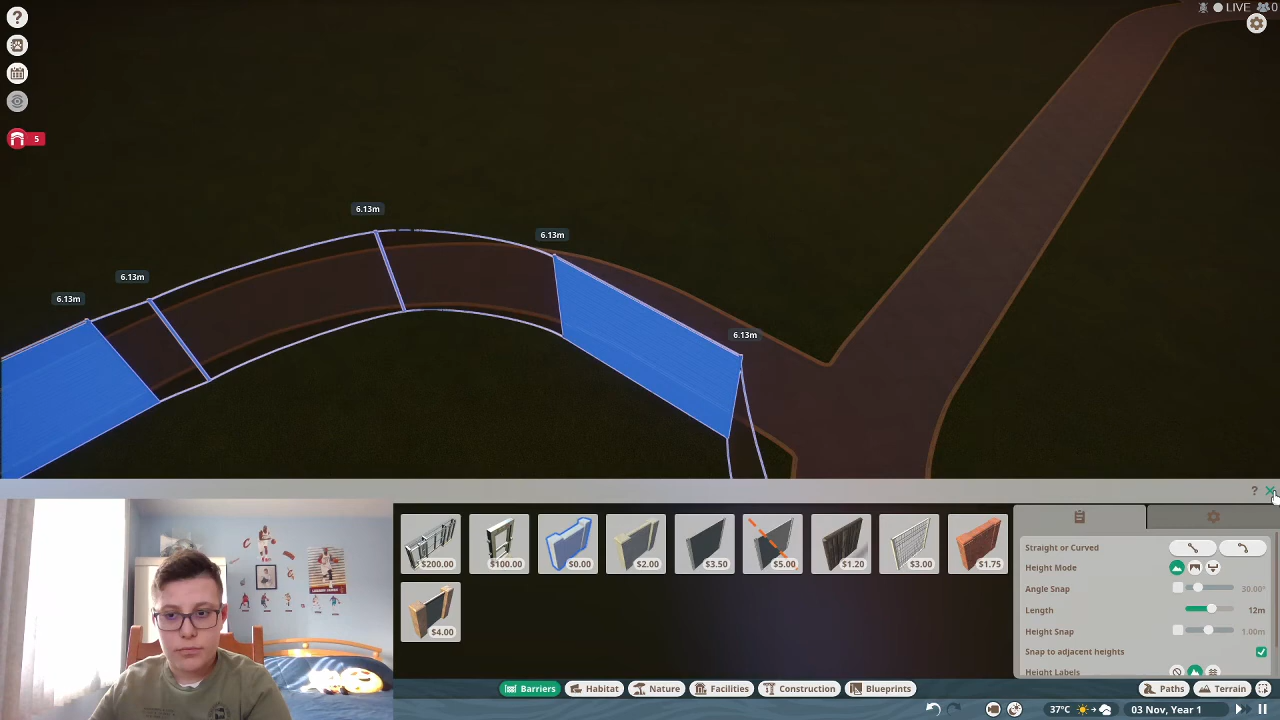 LIVE 0
5
6.13m
6.13m
6.13m
6.13m
6.13m
?
$200.00
$100.00
$0.00
$2.00
$3.50
$5.00
$1.20
$3.00
$1.75
$4.00
Straight or Curved
Height Mode
Angle Snap 30.00°
Length 12m
Height Snap 1.00m
Snap to adjacent heights
Height Labels
Barriers
Habitat
Nature
Facilities
Construction
Blueprints
Paths
Terrain
37°C
03 Nov, Year 1